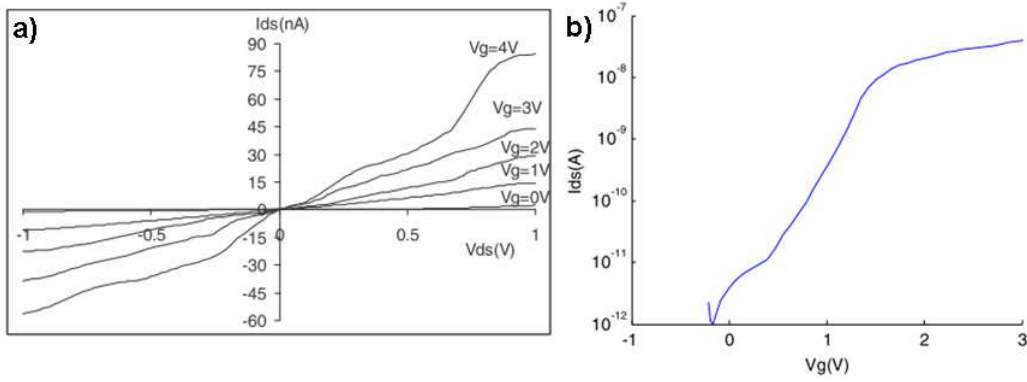 a)
Ids(nA)
90
75
60
45
30
15
0
-15
-30
-45
-60
Vg=4V
Vg=3V
Vg=2V
Vg=1V
Vg=0V
-1
-0.5
0
0.5
1
Vds(V)
b)
Ids(A)
10-7
10-8
10-9
10-10
10-11
10-12
-1
0
1
2
3
Vg(V)